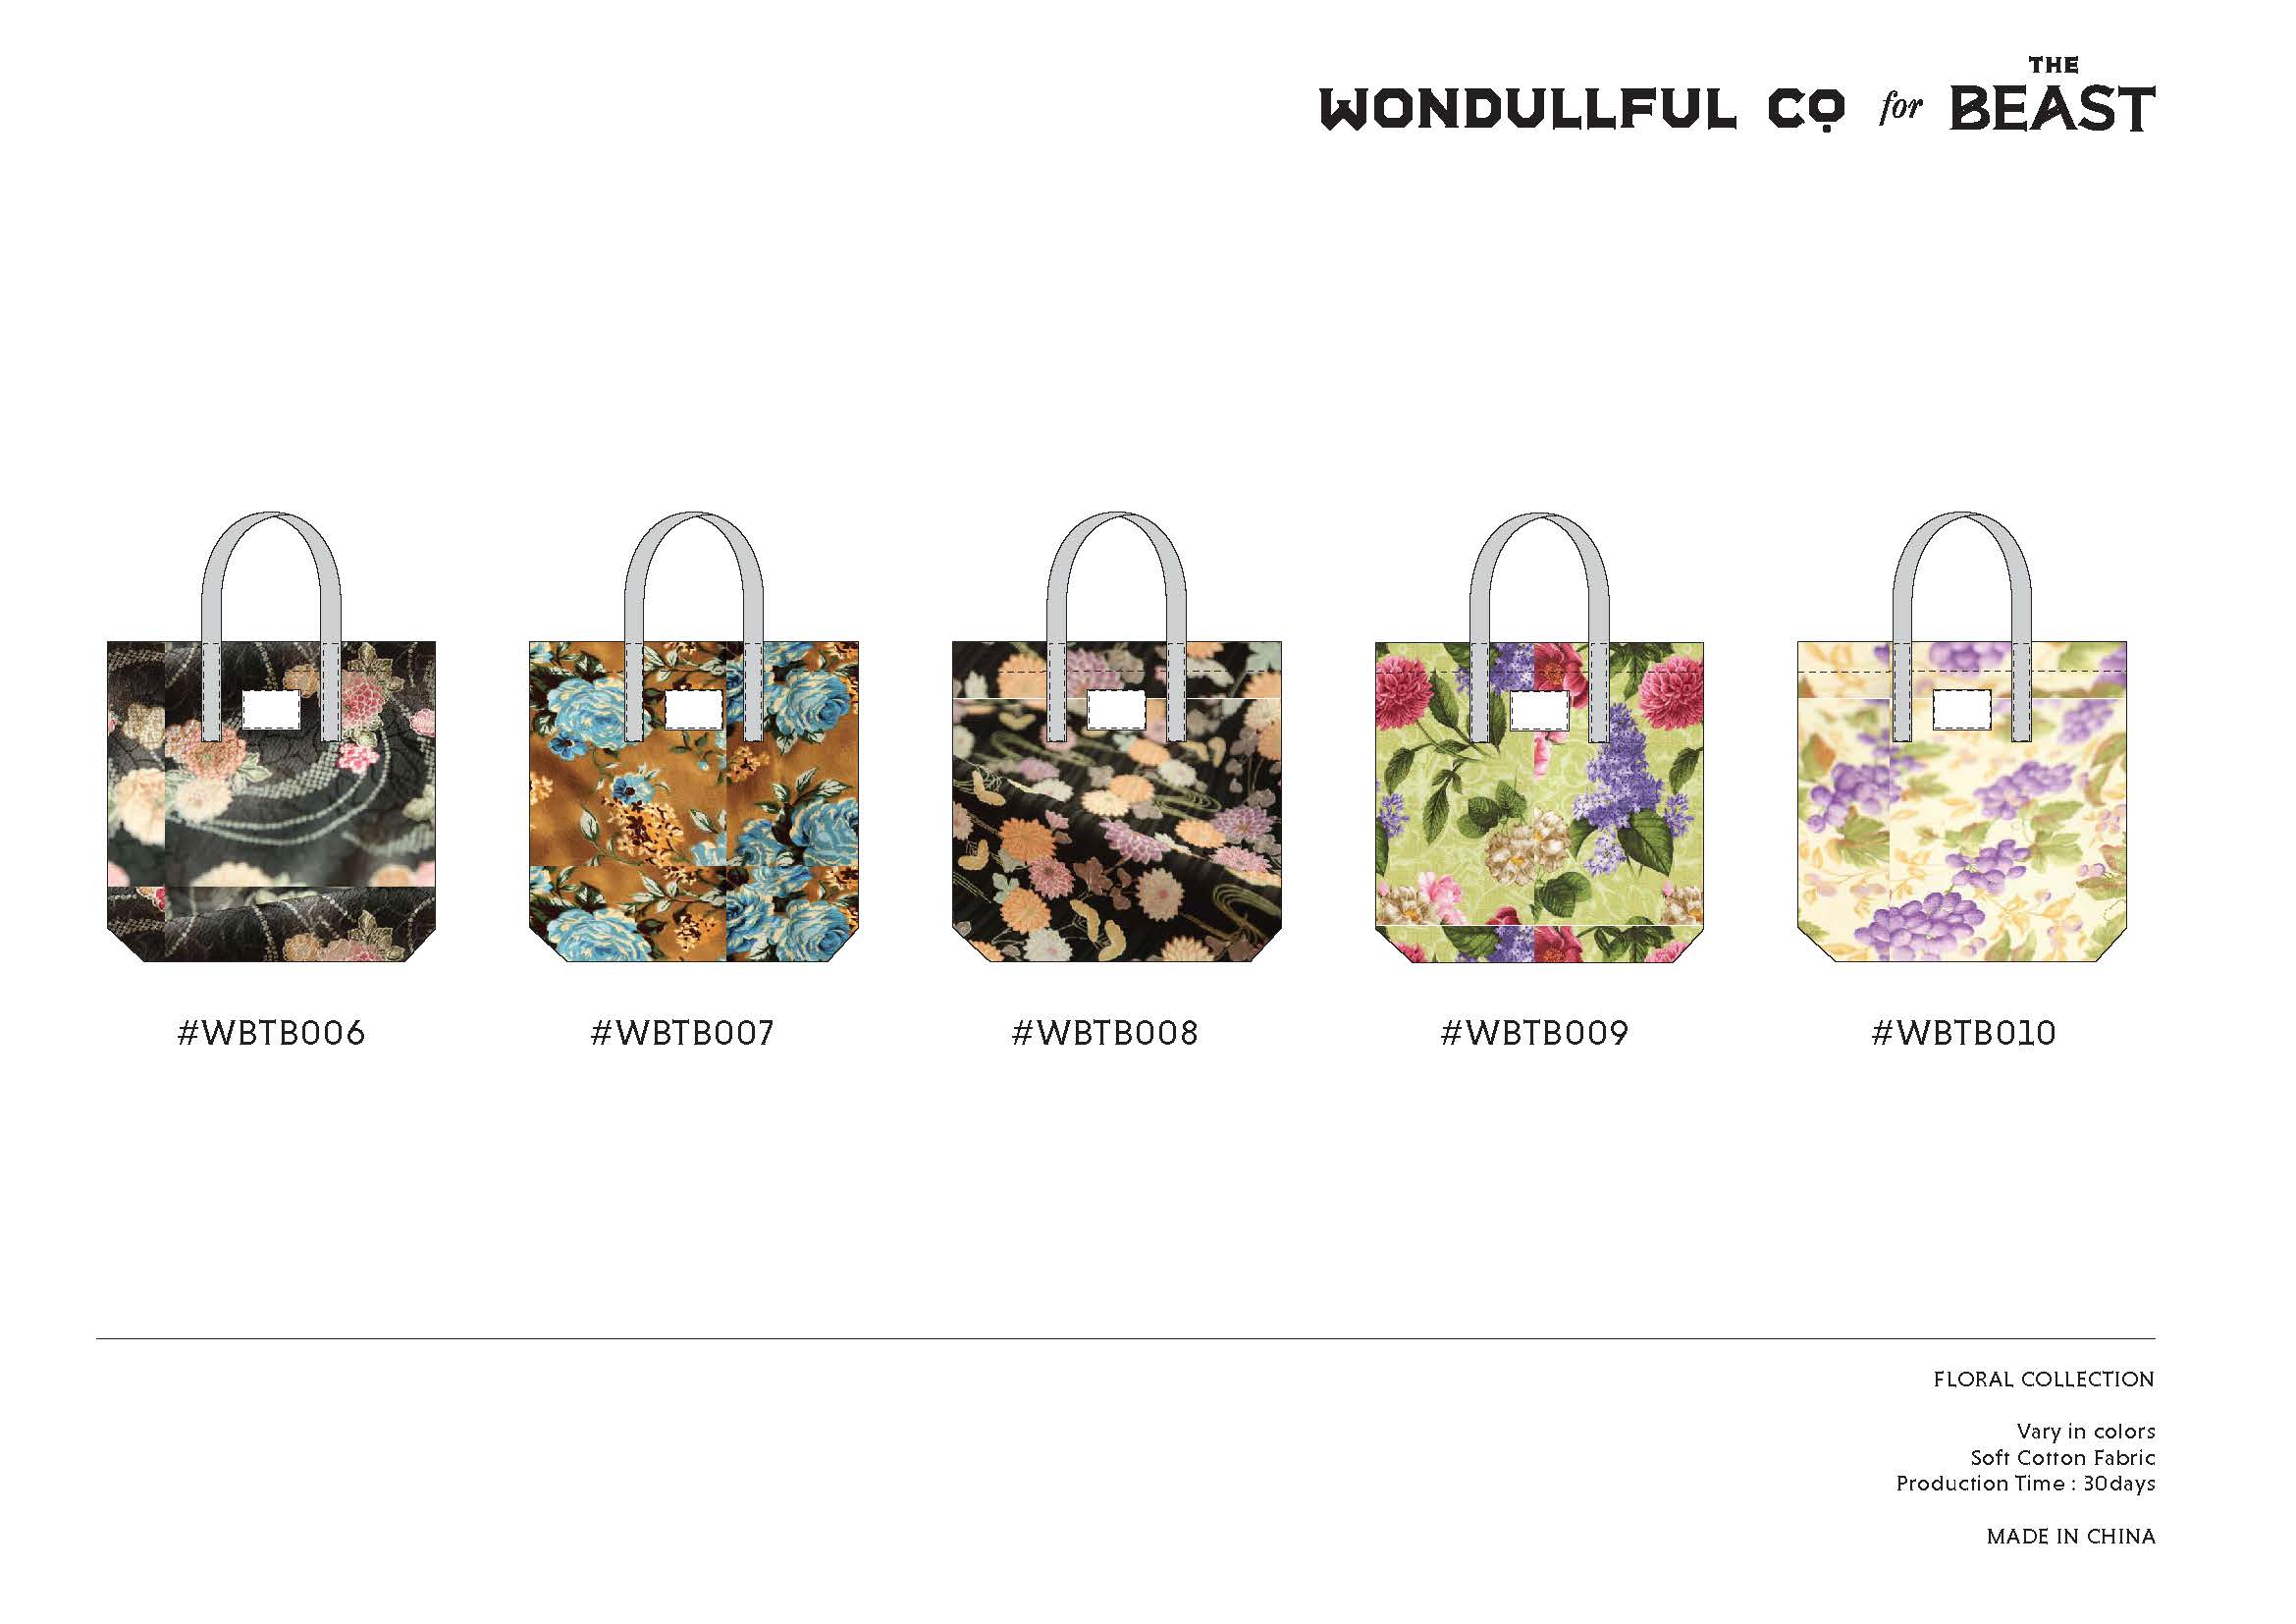 WONDULLFUL CO for THE BEAST
#WBTB006
#WBTB007
#WBTB008
#WBTB009
#WBTB010
FLORAL COLLECTION
Vary in colors
Soft Cotton Fabric
Production Time : 30days
MADE IN CHINA